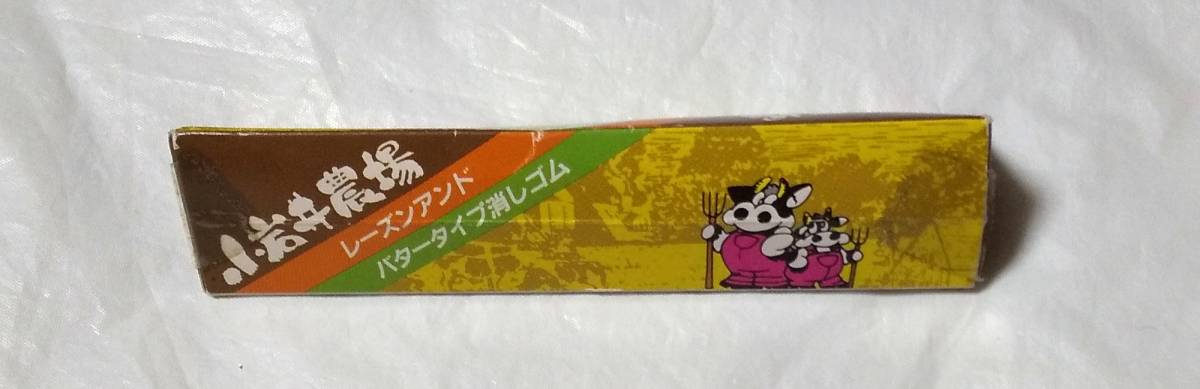 小岩井農場
レーズンアンド
バタータイプ消しゴム